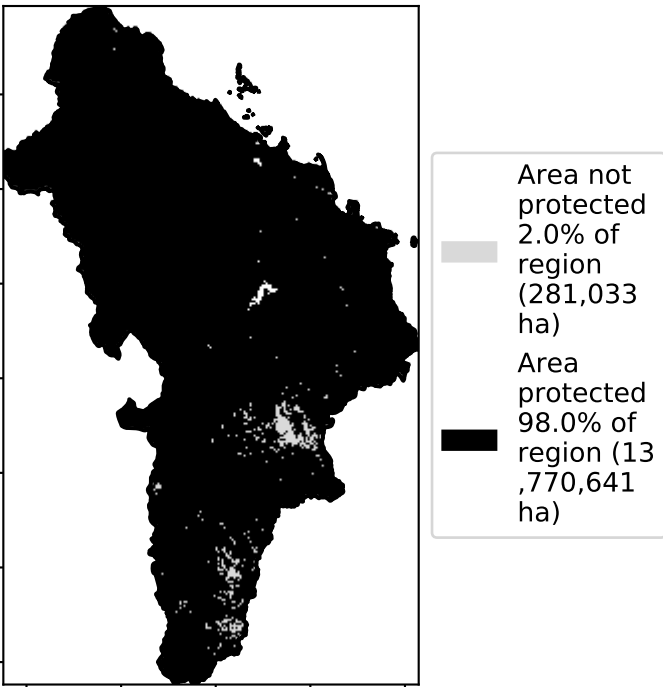 Area not
protected
2.0% of
region
(281,033
ha)
Area
protected
98.0% of
region (13
,770,641
ha)